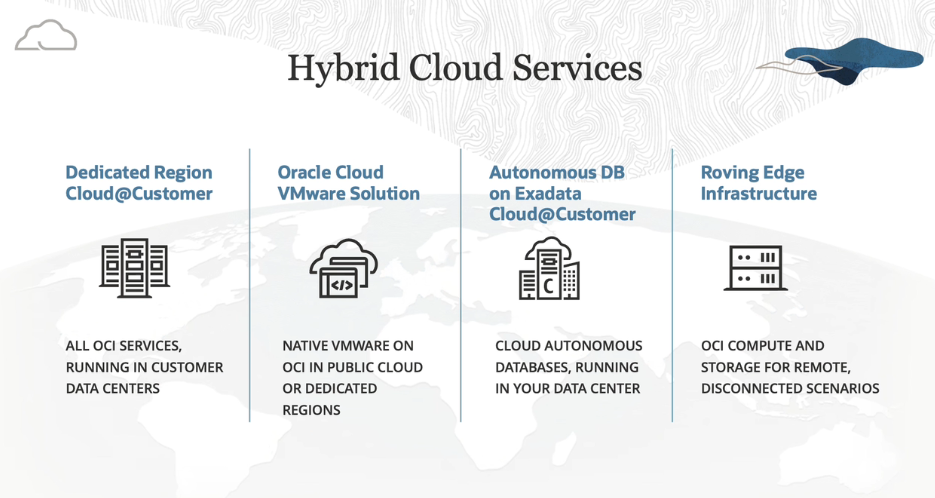 Hybrid Cloud Services
Dedicated Region
Cloud@Customer
ALL OCI SERVICES,
RUNNING IN CUSTOMER
DATA CENTERS
Oracle Cloud
VMware Solution
</>
NATIVE VMWARE ON
OCI IN PUBLIC CLOUD
OR DEDICATED
REGIONS
Autonomous DB
on Exadata
Cloud@Customer
C
CLOUD AUTONOMOUS
DATABASES, RUNNING
IN YOUR DATA CENTER
Roving Edge
Infrastructure
OCI COMPUTE AND
STORAGE FOR REMOTE,
DISCONNECTED SCENARIOS